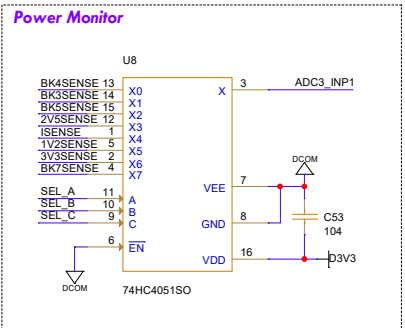 Power Monitor
U8
BK4SENSE 13 X0
BK3SENSE 14 X1
BK5SENSE 15 X2
2V5SENSE 12 X3
ISENSE 1 X4
1V2SENSE 5 X5
3V3SENSE 2 X6
BK7SENSE 4 X7
X 3 ADC3_INP1
SEL_A 11 A
SEL_B 10 B
SEL_C 9 C
6 EN
DCOM
VEE 7
GND 8
VDD 16
DCOM
C53
104
D3V3
74HC4051SO